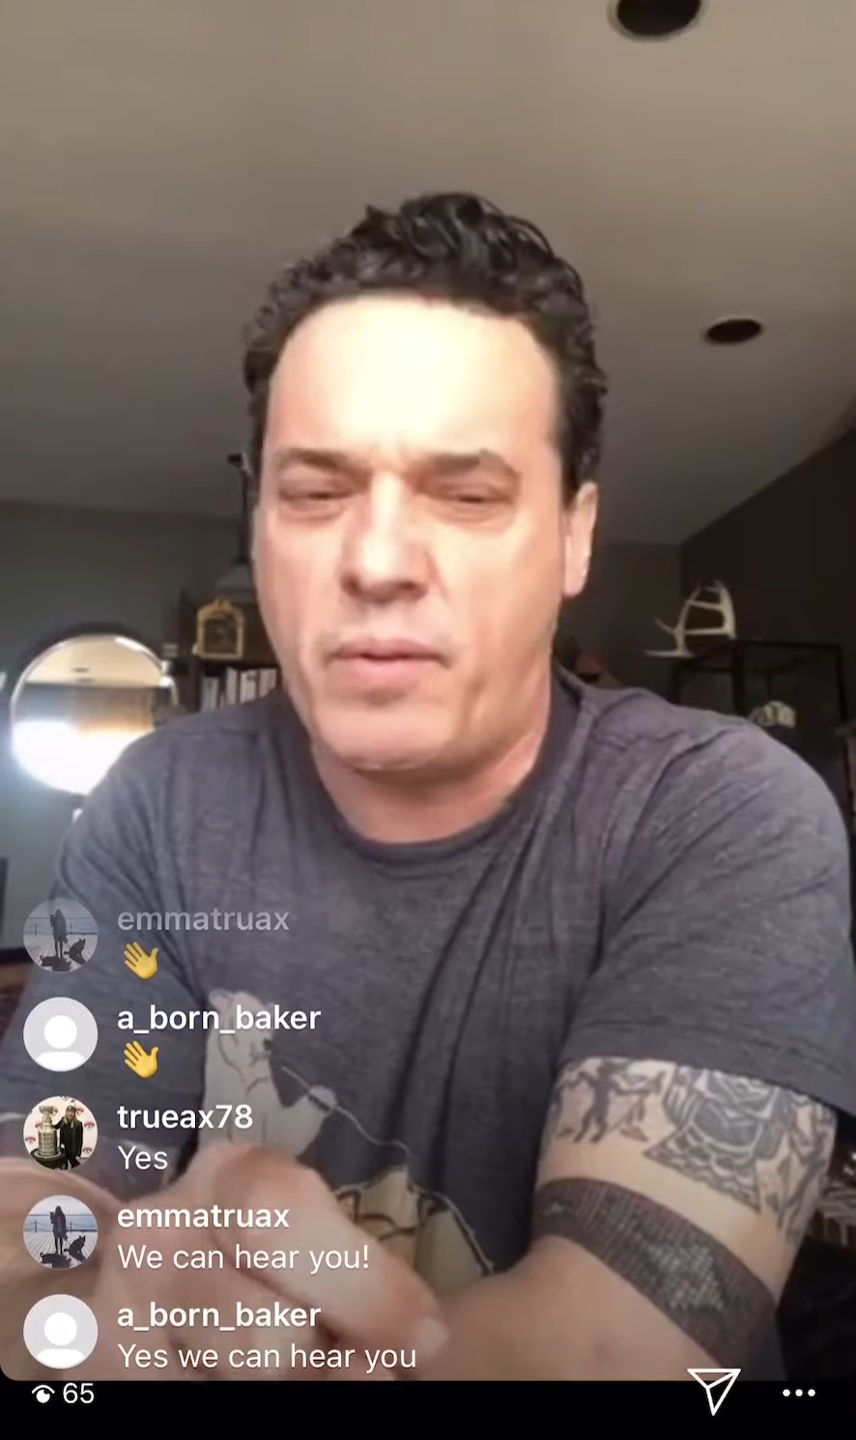 emmatruax
👋
a_born_baker
👋
trueax78
Yes
emmatruax
We can hear you!
a_born_baker
Yes we can hear you
65